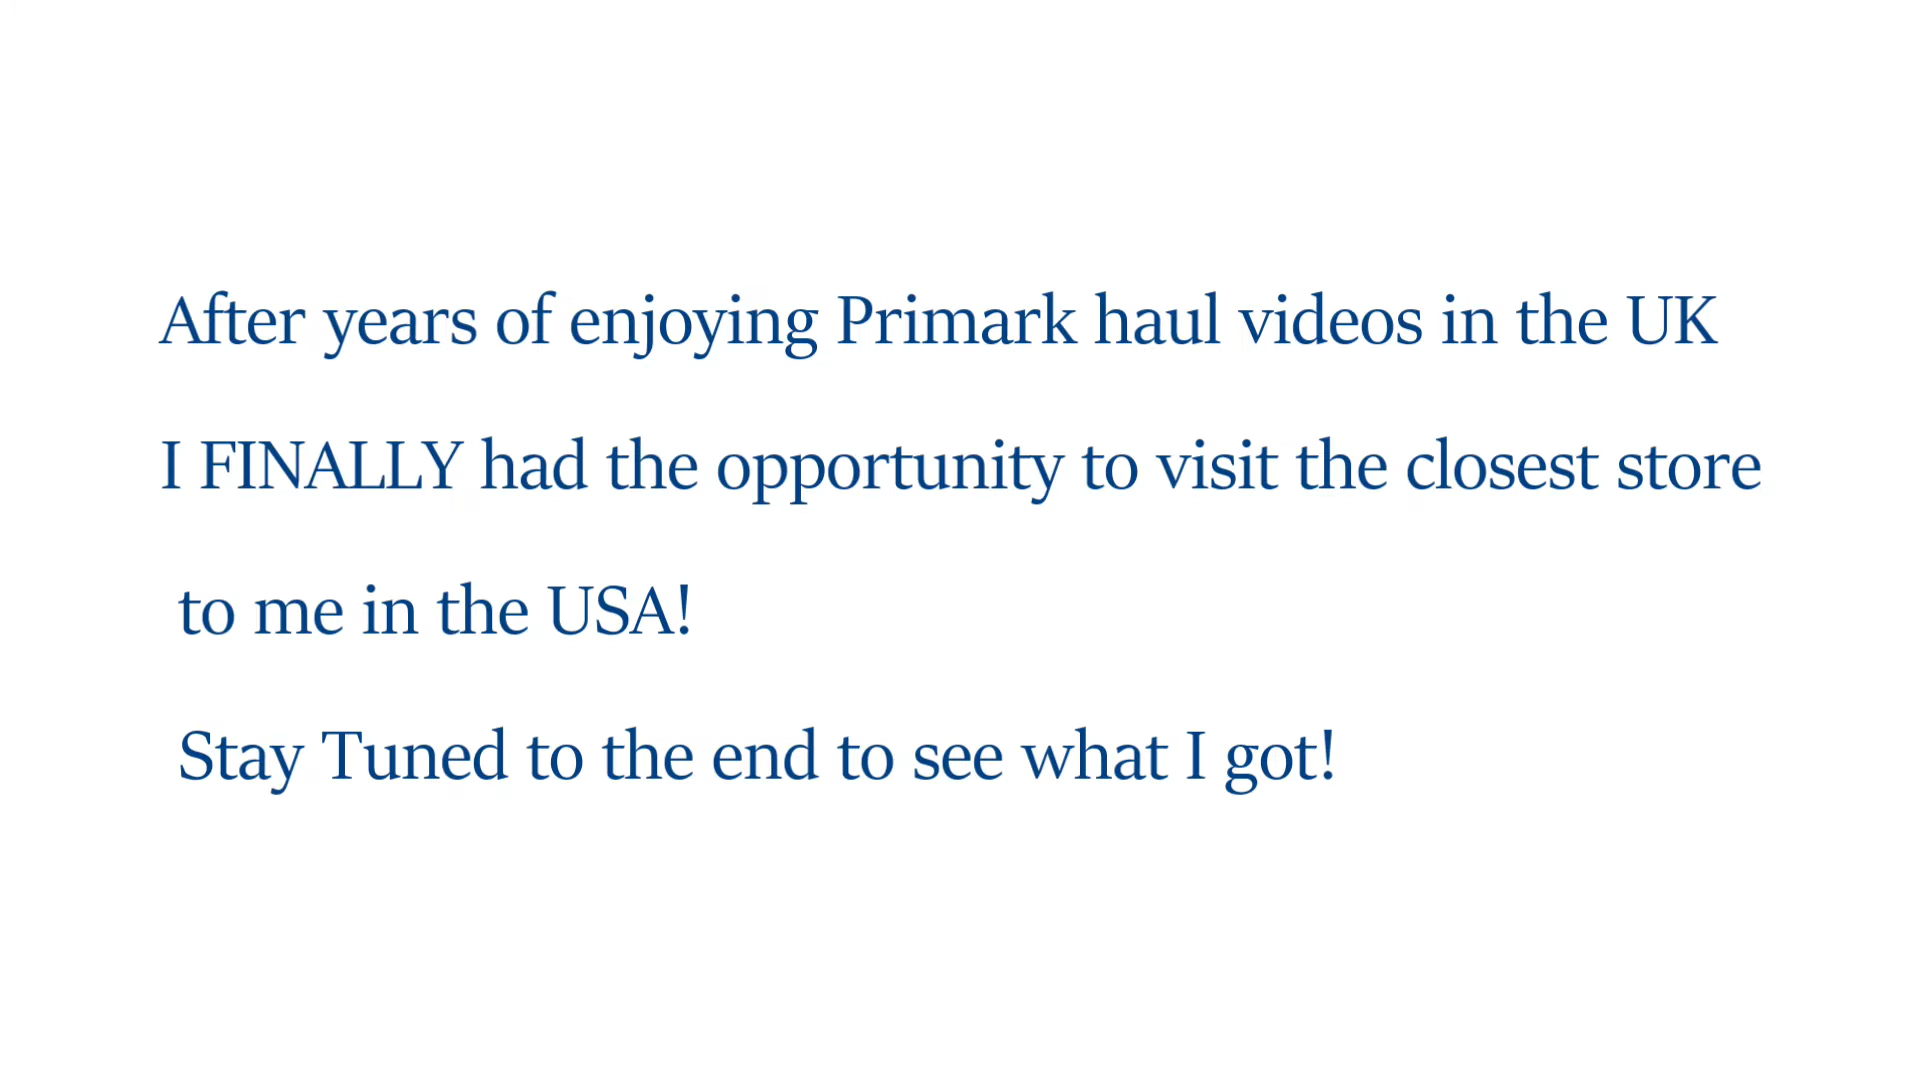 After years of enjoying Primark haul videos in the UK
I FINALLY had the opportunity to visit the closest store
to me in the USA!
Stay Tuned to the end to see what I got!